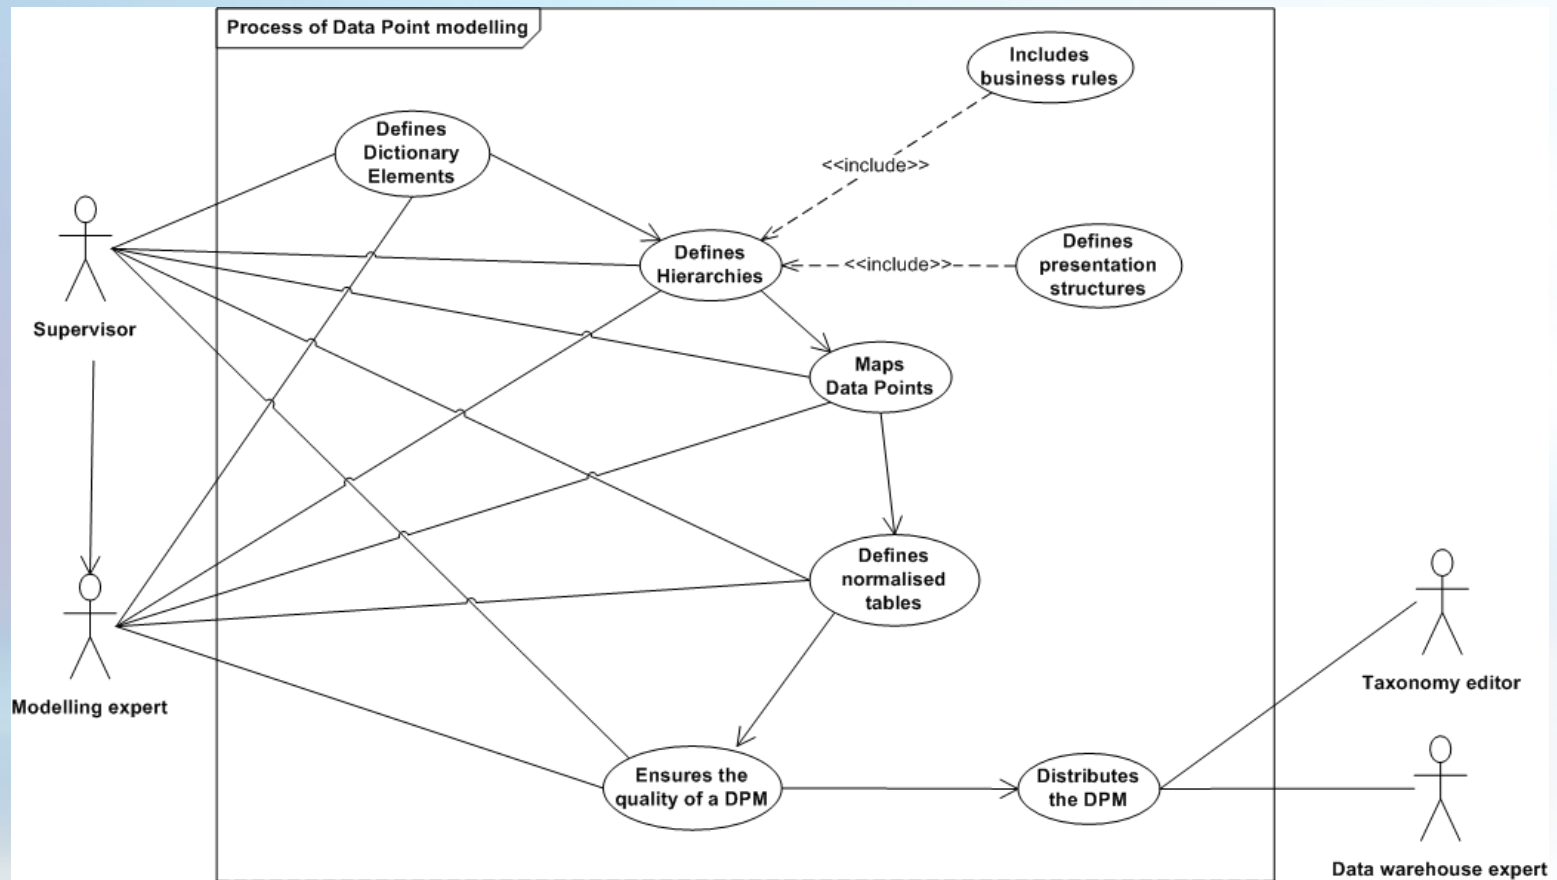 Process of Data Point modelling
Includes
business rules
Defines
Dictionary
Elements
<<include>>
Defines
Hierarchies
<<include>>
Defines
presentation
structures
Supervisor
Maps
Data Points
Defines
normalised
tables
Modelling expert
Taxonomy editor
Ensures the
quality of a DPM
Distributes
the DPM
Data warehouse expert